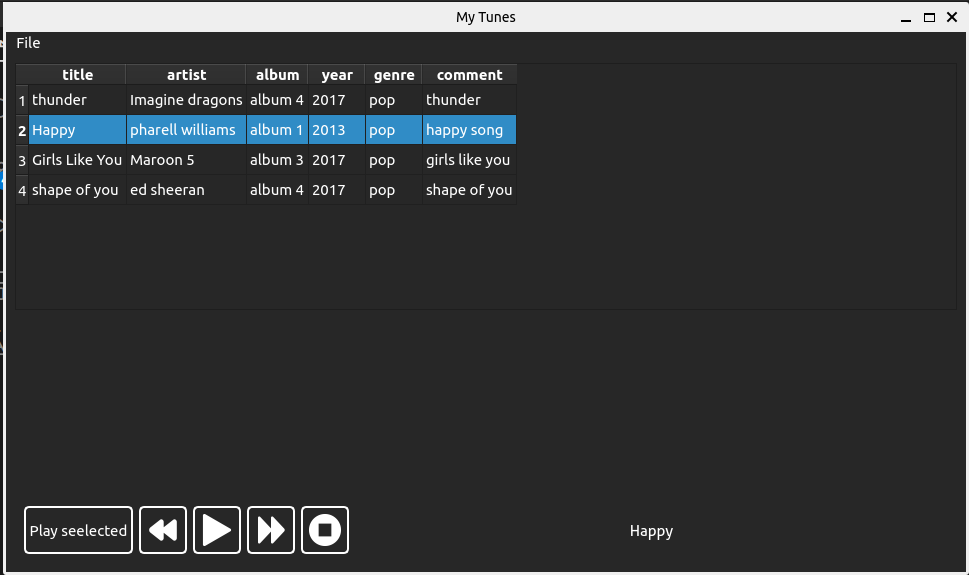 My Tunes
File
title artist album year genre comment
1 thunder Imagine dragons album 4 2017 pop thunder
2 Happy pharell williams album 1 2013 pop happy song
3 Girls Like You Maroon 5 album 3 2017 pop girls like you
4 shape of you ed sheeran album 4 2017 pop shape of you
Play seelected Happy